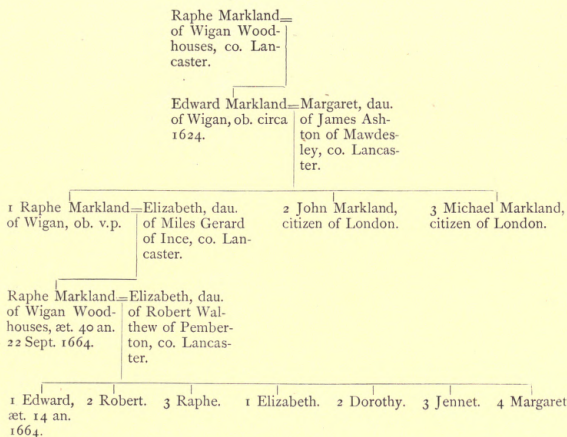 Raphe Markland=
of Wigan Wood-
houses, co. Lan-
caster.
Edward Markland=Margaret, dau.
of Wigan, ob. circa of James Ash-
1624. ton of Mawdes-
ley, co. Lancas-
ter.
1 Raphe Markland=Elizabeth, dau. 2 John Markland, 3 Michael Markland,
of Wigan, ob. v.p. of Miles Gerard citizen of London. citizen of London.
of Ince, co. Lan-
caster.
Raphe Markland=Elizabeth, dau.
of Wigan Wood- of Robert Wal-
houses, æt. 40 an. thew of Pember-
22 Sept. 1664. ton, co. Lancas-
ter.
1 Edward, 2 Robert. 3 Raphe. 1 Elizabeth. 2 Dorothy. 3 Jennet. 4 Margaret
æt. 14 an.
1664.